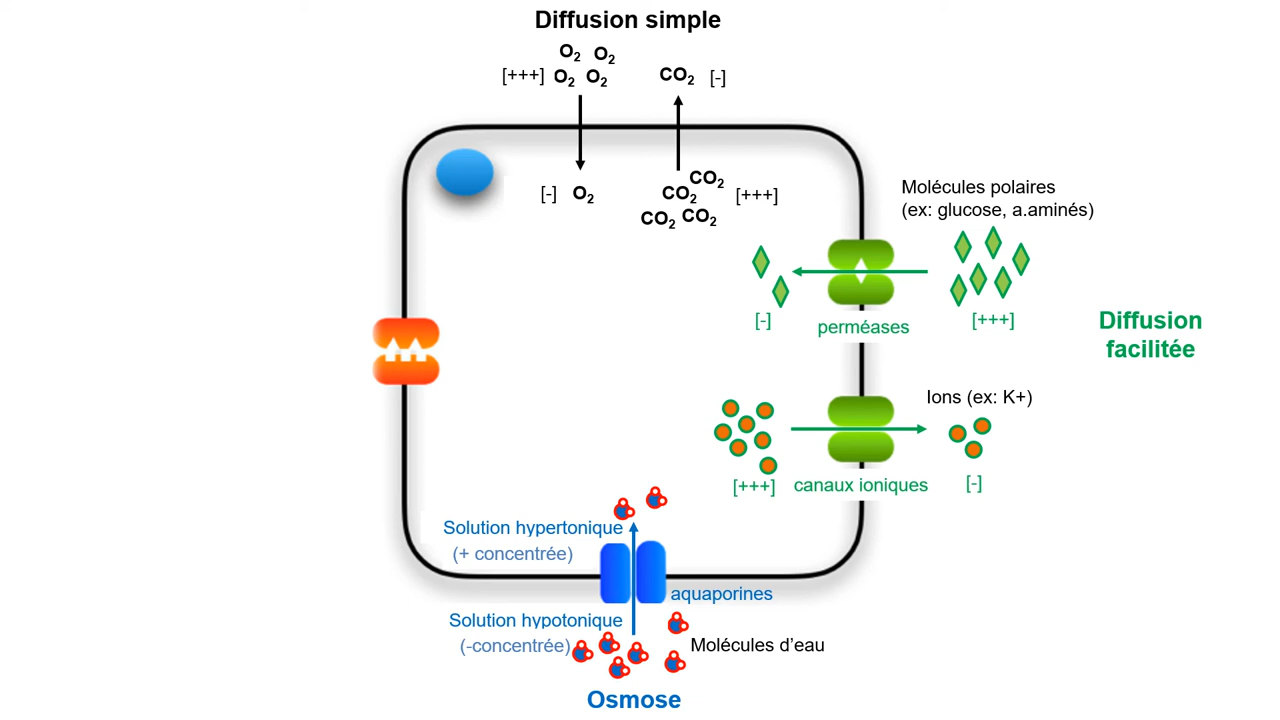 Diffusion simple
O2 O2
[+++] O2 O2
CO2 [-]
[-] O2
CO2
CO2 [+++]
CO2 CO2
Molécules polaires
(ex: glucose, a.aminés)
[-]
perméases
[+++]
Diffusion
facilitée
Ions (ex: K+)
[+++]
canaux ioniques
[-]
Solution hypertonique
(+ concentrée)
aquaporines
Solution hypotonique
(-concentrée)
Molécules d’eau
Osmose